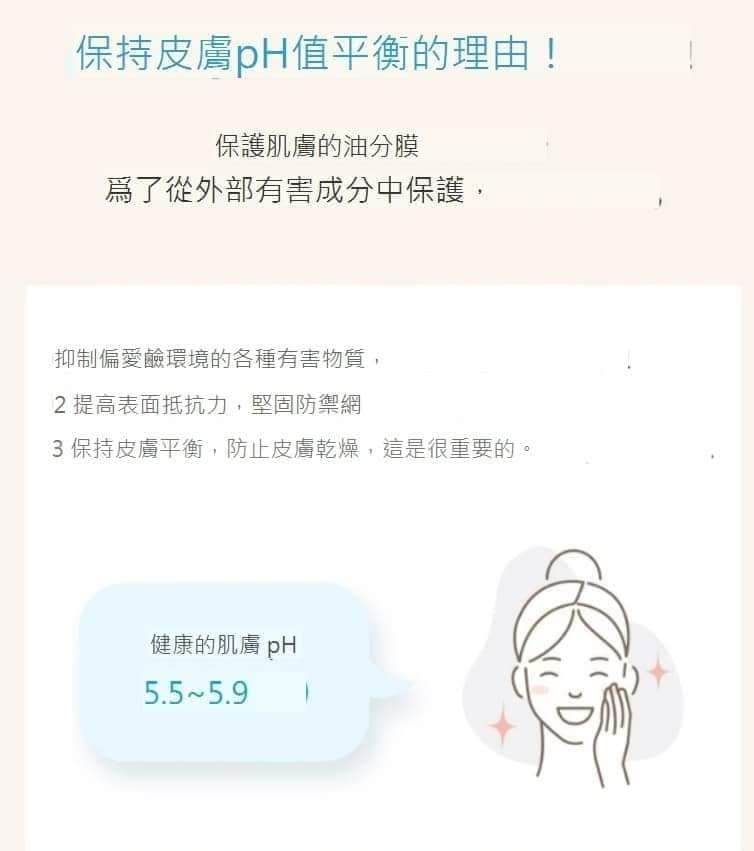 保持皮膚pH值平衡的理由！
保護肌膚的油分膜
爲了從外部有害成分中保護，
抑制偏愛鹼環境的各種有害物質，
2 提高表面抵抗力，堅固防禦網
3 保持皮膚平衡，防止皮膚乾燥，這是很重要的。
健康的肌膚 pH
5.5~5.9